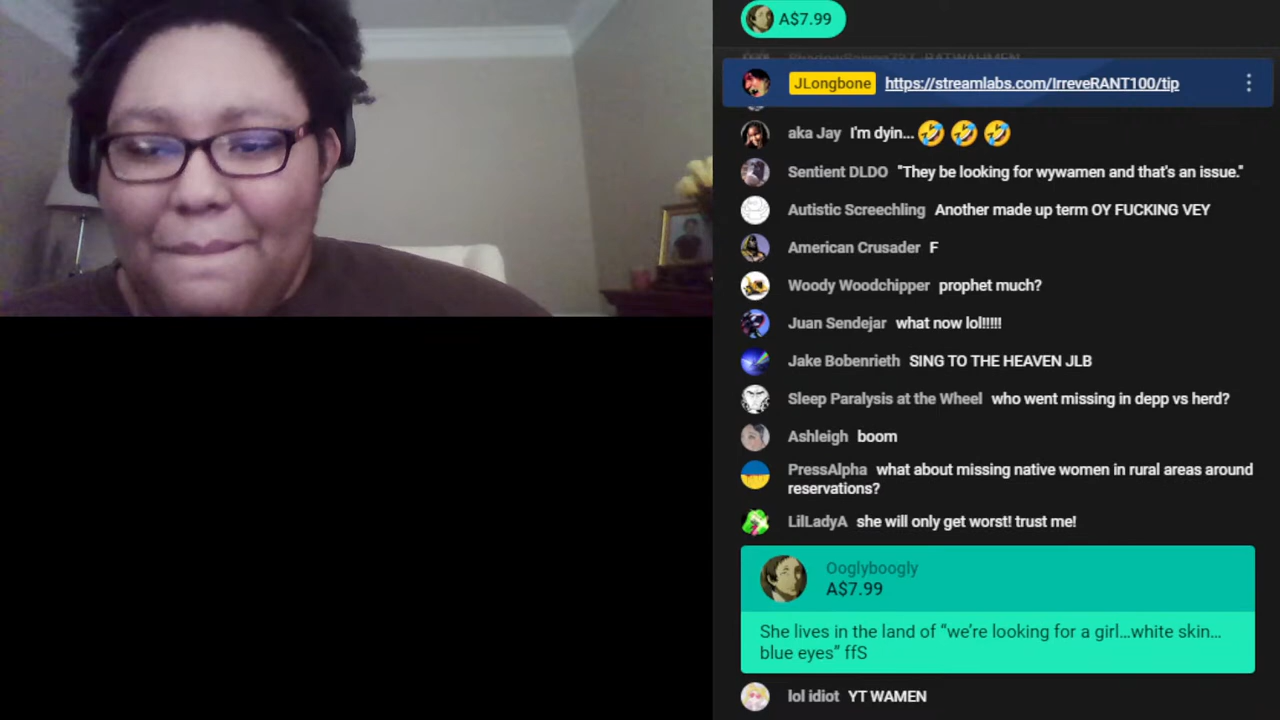 A$7.99
JLongbone https://streamlabs.com/IrreveRANT100/tip
aka Jay I'm dyin... 🤣 🤣 🤣
Sentient DLDO "They be looking for wywamen and that's an issue."
Autistic Screechling Another made up term OY FUCKING VEY
American Crusader F
Woody Woodchipper prophet much?
Juan Sendejar what now lol!!!!!
Jake Bobenrieth SING TO THE HEAVEN JLB
Sleep Paralysis at the Wheel who went missing in depp vs herd?
Ashleigh boom
PressAlpha what about missing native women in rural areas around
reservations?
LilLadyA she will only get worst! trust me!
Ooglyboogly
A$7.99
She lives in the land of “we're looking for a girl...white skin...
blue eyes” ffS
lol idiot YT WAMEN